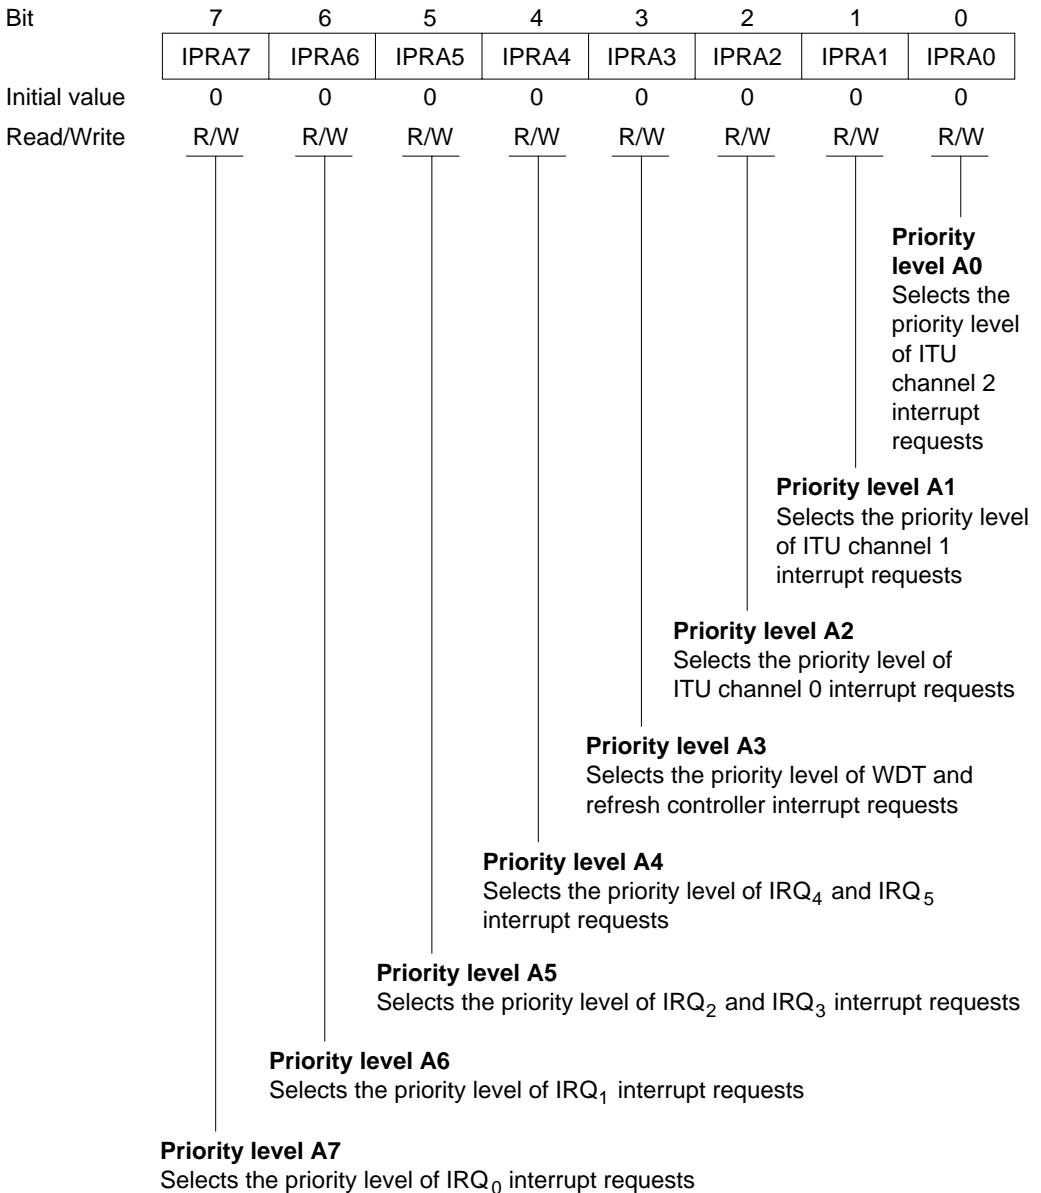 Bit 7 6 5 4 3 2 1 0
IPRA7 IPRA6 IPRA5 IPRA4 IPRA3 IPRA2 IPRA1 IPRA0
Initial value 0 0 0 0 0 0 0 0
Read/Write R/W R/W R/W R/W R/W R/W R/W R/W
Priority
level A0
Selects the
priority level
of ITU
channel 2
interrupt
requests
Priority level A1
Selects the priority level
of ITU channel 1
interrupt requests
Priority level A2
Selects the priority level of
ITU channel 0 interrupt requests
Priority level A3
Selects the priority level of WDT and
refresh controller interrupt requests
Priority level A4
Selects the priority level of IRQ₄ and IRQ₅
interrupt requests
Priority level A5
Selects the priority level of IRQ₂ and IRQ₃ interrupt requests
Priority level A6
Selects the priority level of IRQ₁ interrupt requests
Priority level A7
Selects the priority level of IRQ₀ interrupt requests